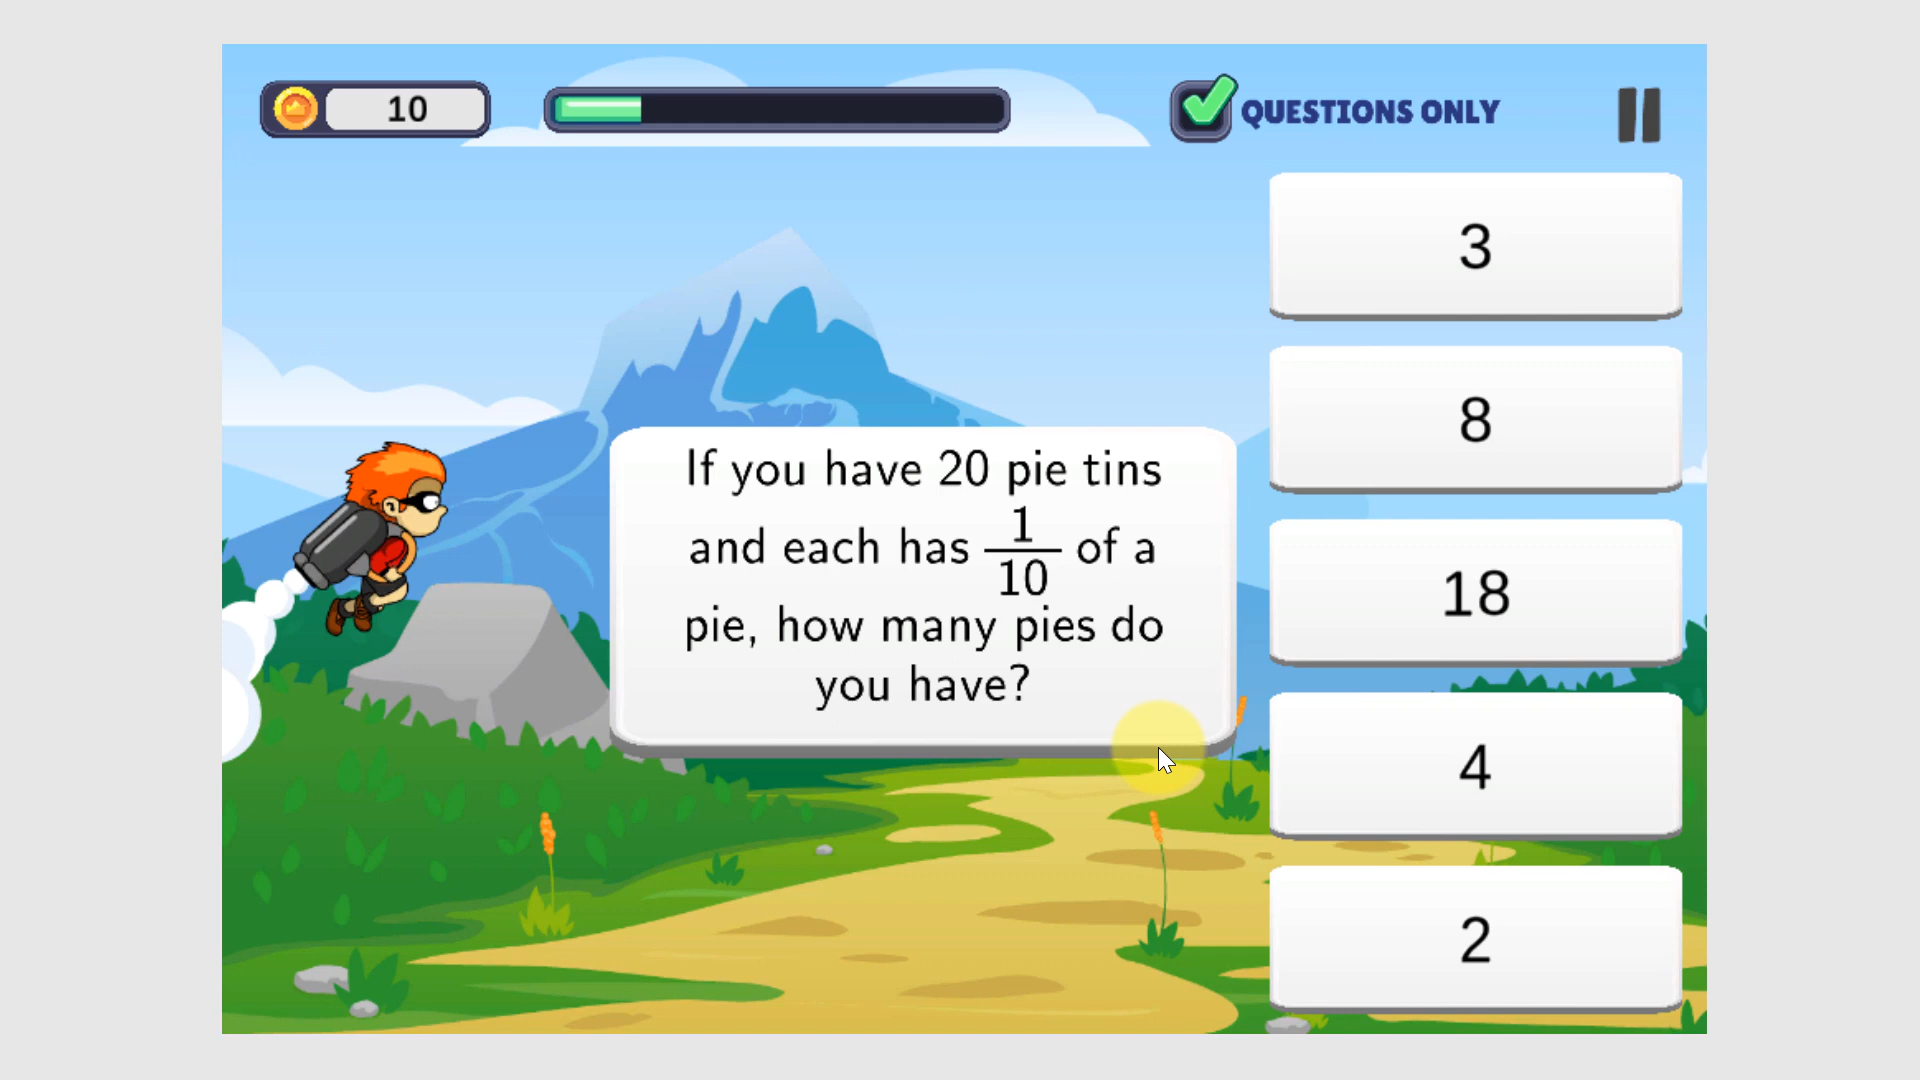 10
QUESTIONS ONLY
If you have 20 pie tins
and each has 1/10 of a
pie, how many pies do
you have?
3
8
18
4
2